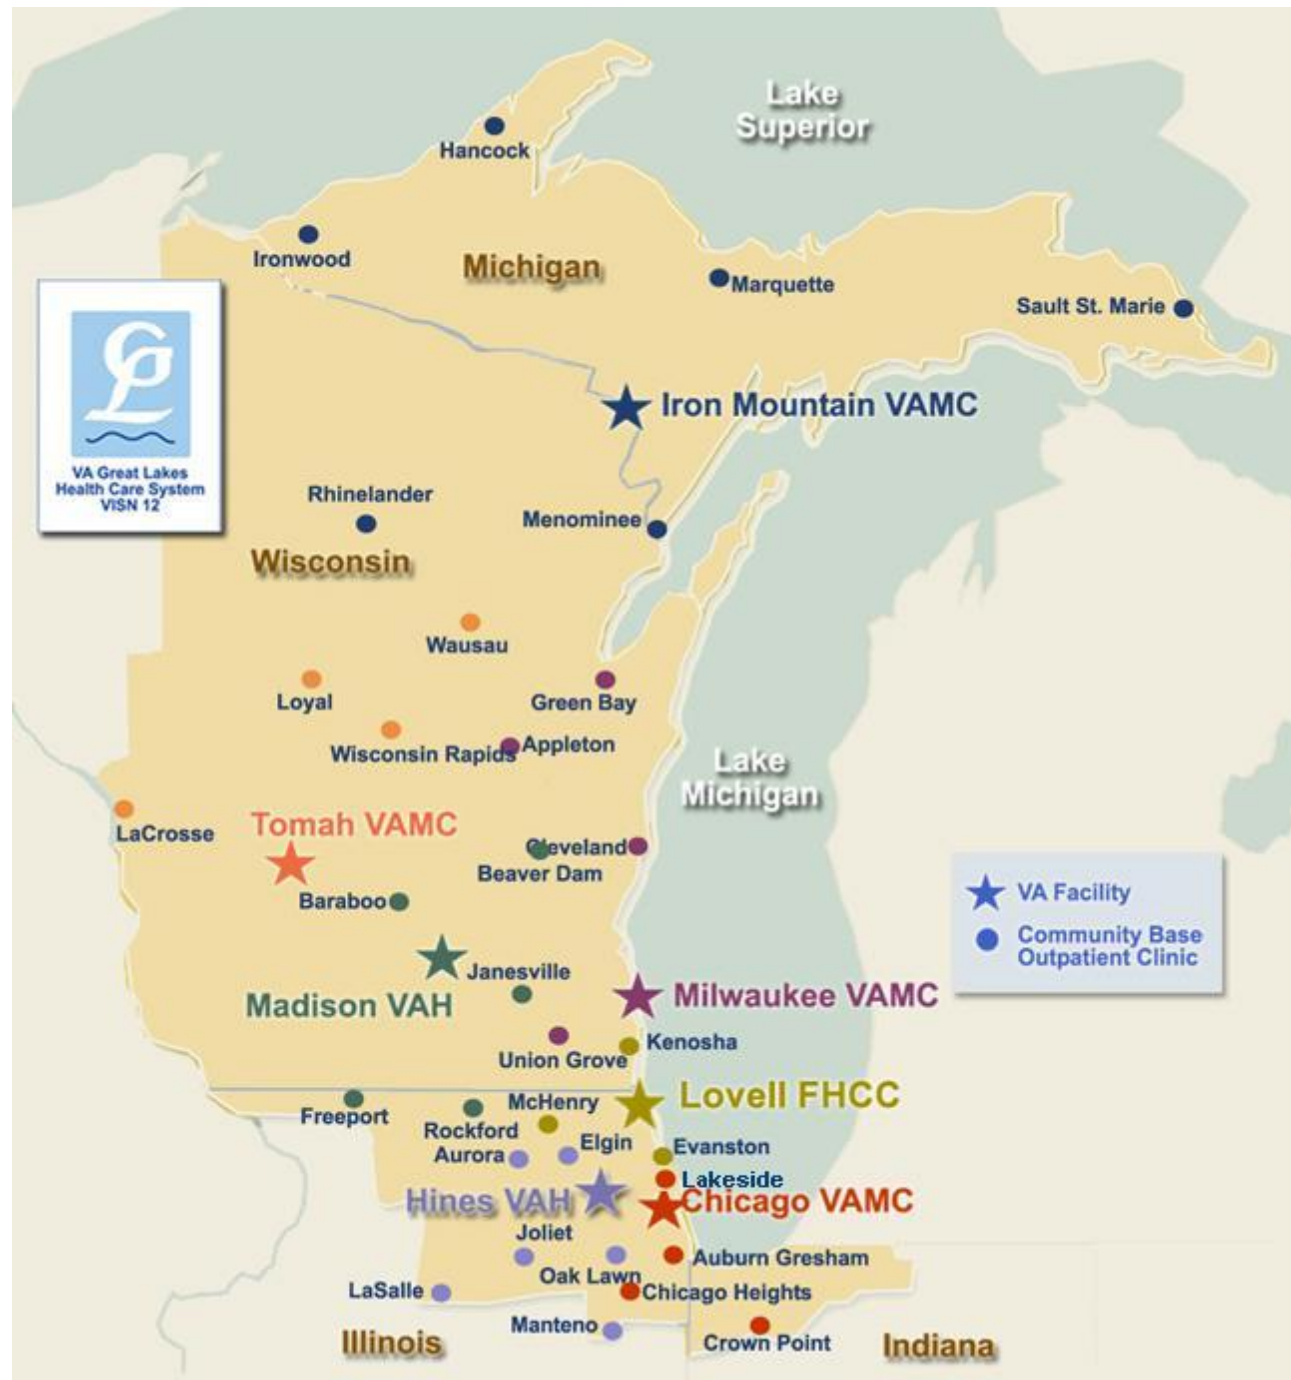 Lake
Superior
Hancock
Ironwood
Michigan
Marquette
Sault St. Marie
VA Great Lakes
Health Care System
VISN 12
Iron Mountain VAMC
Rhinelander
Menominee
Wisconsin
Wausau
Loyal
Green Bay
Wisconsin Rapids
Appleton
Lake
Michigan
LaCrosse
Tomah VAMC
Cleveland
Beaver Dam
Baraboo
VA Facility
Community Base
Outpatient Clinic
Janesville
Madison VAH
Milwaukee VAMC
Union Grove
Kenosha
Lovell FHCC
McHenry
Freeport
Rockford
Elgin
Aurora
Evanston
Lakeside
Hines VAH
Chicago VAMC
Joliet
Auburn Gresham
Oak Lawn
LaSalle
Chicago Heights
Manteno
Illinois
Crown Point
Indiana